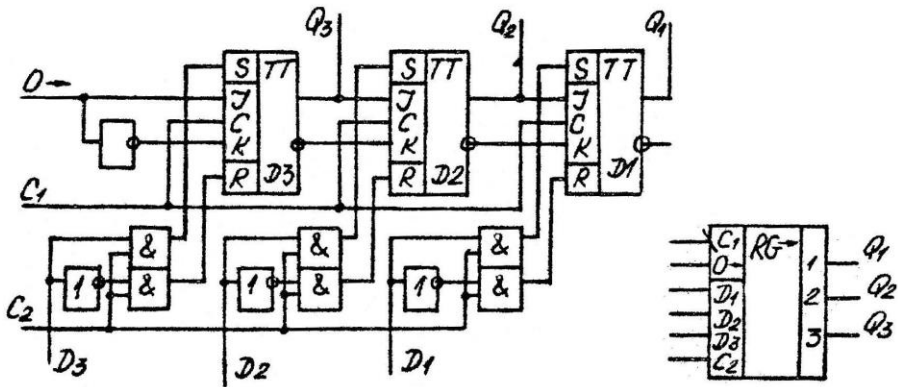 Q3 Q2 Q1
0→ S TT S TT S TT
J J J
C C C
K K K
R D3 R D2 R D1
C1
& & &
1 & 1 & 1 &
C2
D3 D2 D1
C1 RG→
0→ 1 Q1
D1
D2 2 Q2
D3 3 Q3
C2